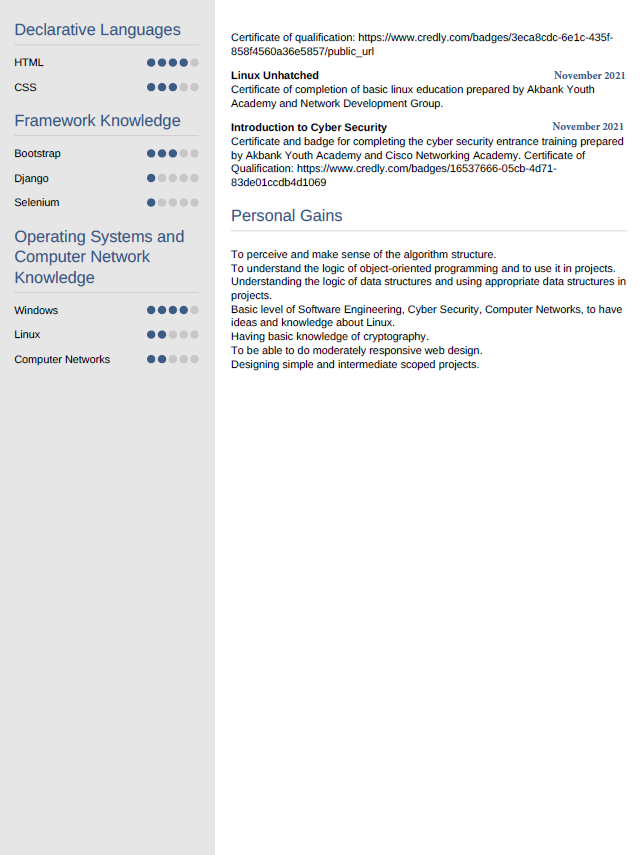 Declarative Languages
HTML
CSS
Framework Knowledge
Bootstrap
Django
Selenium
Operating Systems and
Computer Network
Knowledge
Windows
Linux
Computer Networks
Certificate of qualification: https://www.credly.com/badges/3eca8cdc-6e1c-435f-
858f4560a36e5857/public_url
Linux Unhatched November 2021
Certificate of completion of basic linux education prepared by Akbank Youth
Academy and Network Development Group.
Introduction to Cyber Security November 2021
Certificate and badge for completing the cyber security entrance training prepared
by Akbank Youth Academy and Cisco Networking Academy. Certificate of
Qualification: https://www.credly.com/badges/16537666-05cb-4d71-
83de01ccdb4d1069
Personal Gains
To perceive and make sense of the algorithm structure.
To understand the logic of object-oriented programming and to use it in projects.
Understanding the logic of data structures and using appropriate data structures in
projects.
Basic level of Software Engineering, Cyber Security, Computer Networks, to have
ideas and knowledge about Linux.
Having basic knowledge of cryptography.
To be able to do moderately responsive web design.
Designing simple and intermediate scoped projects.